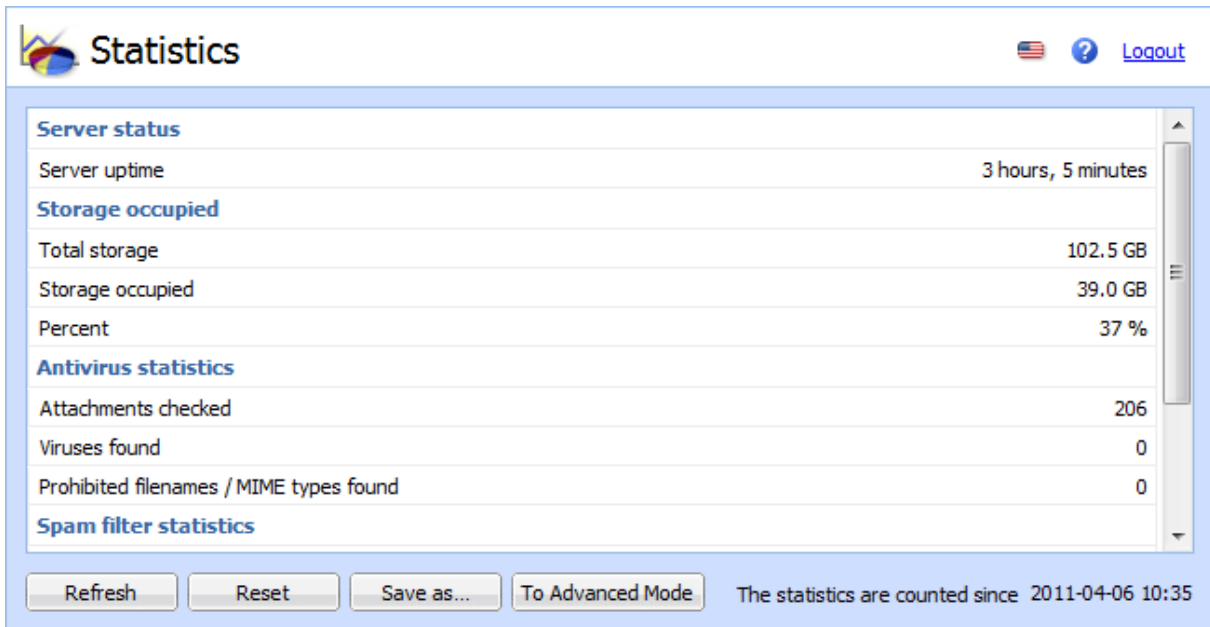 Statistics
Logout
Server status
Server uptime 3 hours, 5 minutes
Storage occupied
Total storage 102.5 GB
Storage occupied 39.0 GB
Percent 37 %
Antivirus statistics
Attachments checked 206
Viruses found 0
Prohibited filenames / MIME types found 0
Spam filter statistics
Refresh Reset Save as... To Advanced Mode The statistics are counted since 2011-04-06 10:35